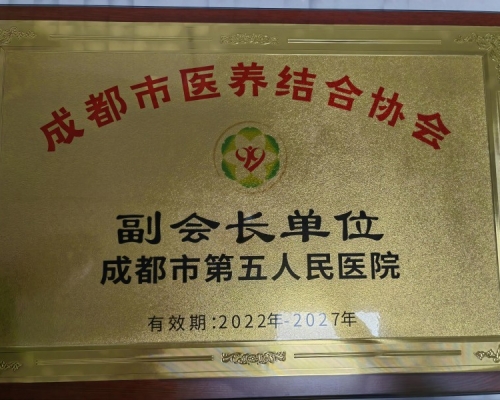 成都市医养结合协会
副会长单位
成都市第五人民医院
有效期:2022年-2027年